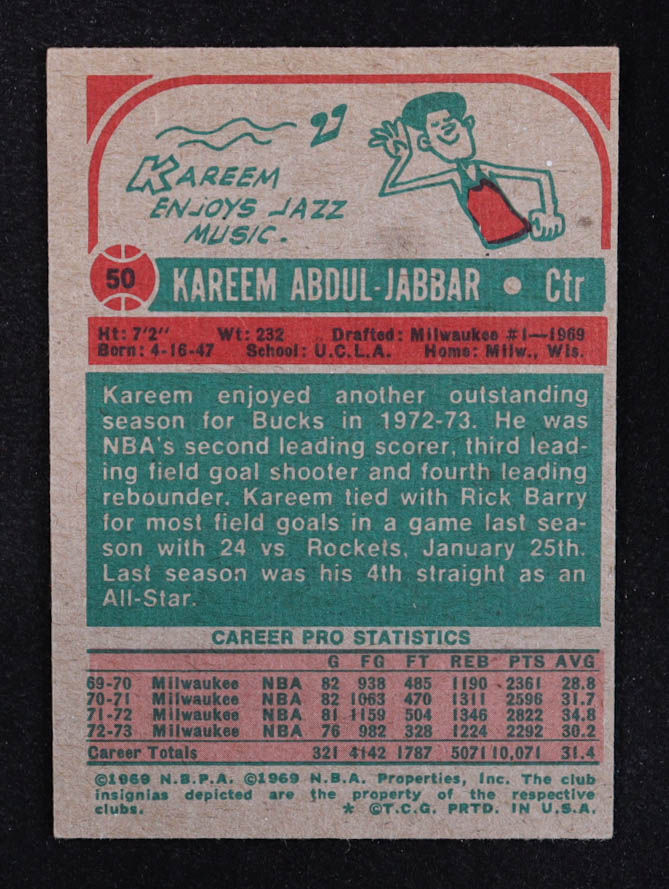 KAREEM
ENJOYS JAZZ
MUSIC.
50 KAREEM ABDUL-JABBAR • Ctr
Ht: 7'2" Wt: 232 Drafted: Milwaukee #1—1969
Born: 4-16-47 School: U.C.L.A. Home: Milw., Wis.
Kareem enjoyed another outstanding
season for Bucks in 1972-73. He was
NBA's second leading scorer, third lead-
ing field goal shooter and fourth leading
rebounder. Kareem tied with Rick Barry
for most field goals in a game last sea-
son with 24 vs. Rockets, January 25th.
Last season was his 4th straight as an
All-Star.
CAREER PRO STATISTICS
G FG FT REB PTS AVG
69-70 Milwaukee NBA 82 938 485 1190 2361 28.8
70-71 Milwaukee NBA 82 1063 470 1311 2596 31.7
71-72 Milwaukee NBA 81 1159 504 1346 2822 34.8
72-73 Milwaukee NBA 76 982 328 1224 2292 30.2
Career Totals 321 4142 1787 5071 10,071 31.4
©1969 N.B.P.A. ©1969 N.B.A. Properties, Inc. The club
insignias depicted are the property of the respective
clubs. * ©T.C.G. PRTD. IN U.S.A.